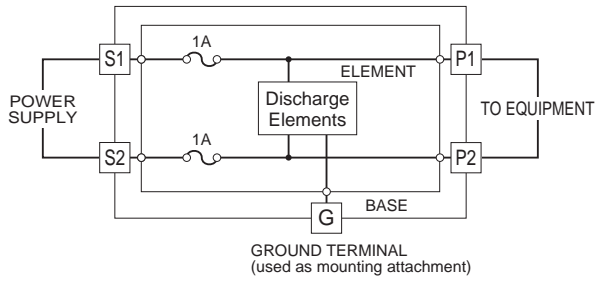 S1
1A
P1
ELEMENT
POWER
SUPPLY
Discharge
Elements
TO EQUIPMENT
S2
1A
P2
BASE
G
GROUND TERMINAL
(used as mounting attachment)